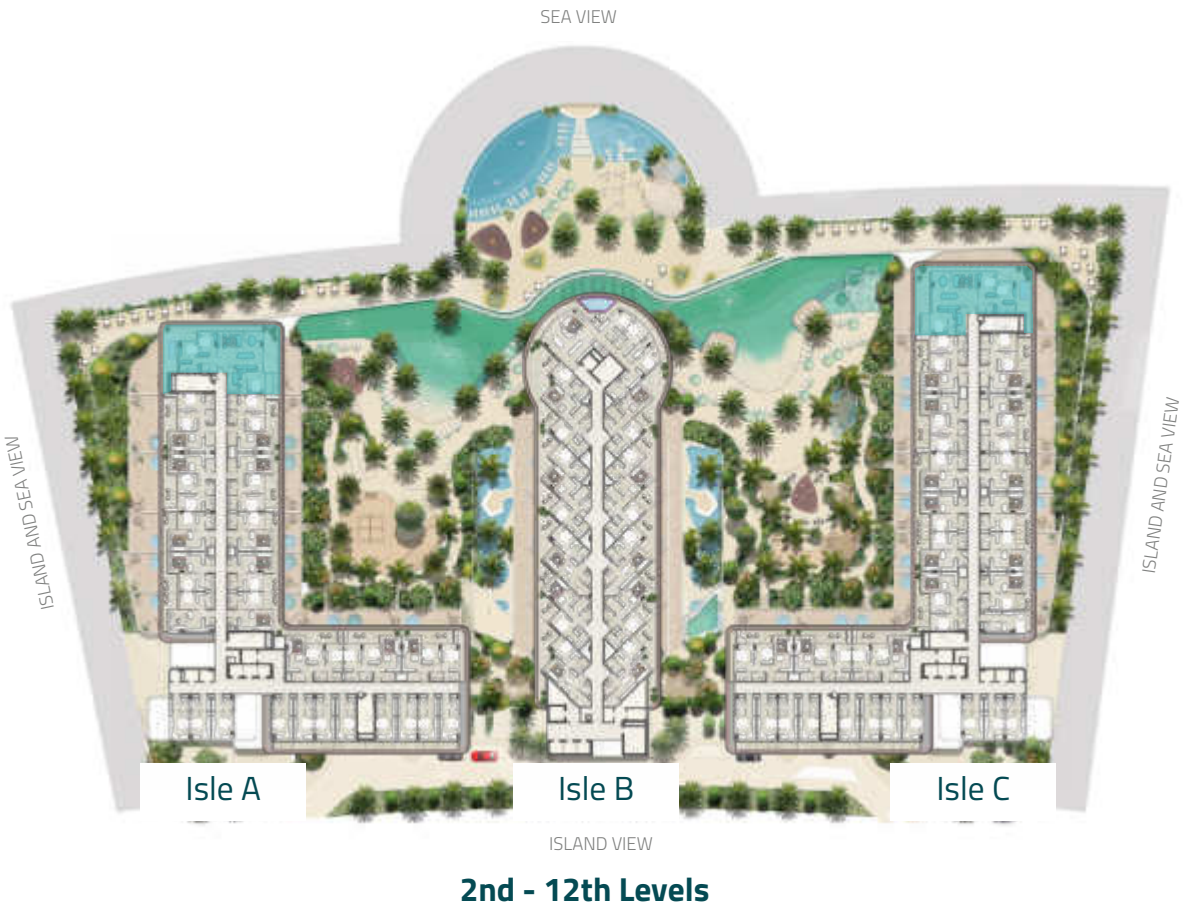 SEA VIEW
ISLAND AND SEA VIEW
ISLAND AND SEA VIEW
Isle A
Isle B
Isle C
ISLAND VIEW
2nd - 12th Levels